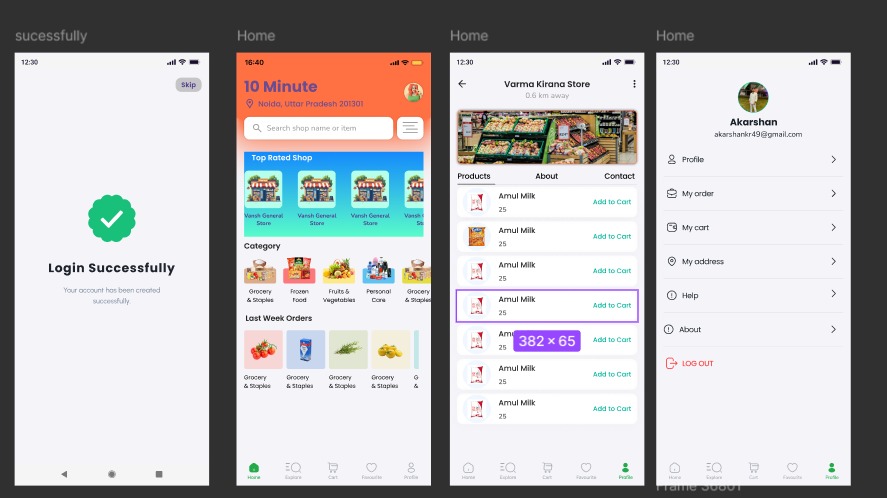 sucessfully
12:30
Skip
Login Successfully
Your account has been created
successfully.
Home
16:40
10 Minute
Noida, Uttar Pradesh 201301
Search shop name or item
Top Rated Shop
Vansh General
Store
Vansh General
Store
Vansh General
Store
Vansh
S
Category
Grocery
& Staples
Frozen
Food
Fruits &
Vegetables
Personal
Care
Grocery
& Staples
Last Week Orders
Grocery
& Staples
Grocery
& Staples
Grocery
& Staples
Grocery
& Staples
G
&
Home
Explore
Cart
Favourite
Profile
Home
12:30
Varma Kirana Store
0.6 km away
Products
About
Contact
Amul Milk
25
Add to Cart
Amul Milk
25
Add to Cart
Amul Milk
25
Add to Cart
Amul Milk
25
Add to Cart
Amu
25
Add to Cart
382 × 65
Amul Milk
25
Add to Cart
Amul Milk
25
Add to Cart
Home
Explore
Cart
Favourite
Profile
Home
12:30
Akarshan
akarshankr49@gmail.com
Profile
My order
My cart
My address
Help
About
LOG OUT
Home
Explore
Cart
Favourite
Profile